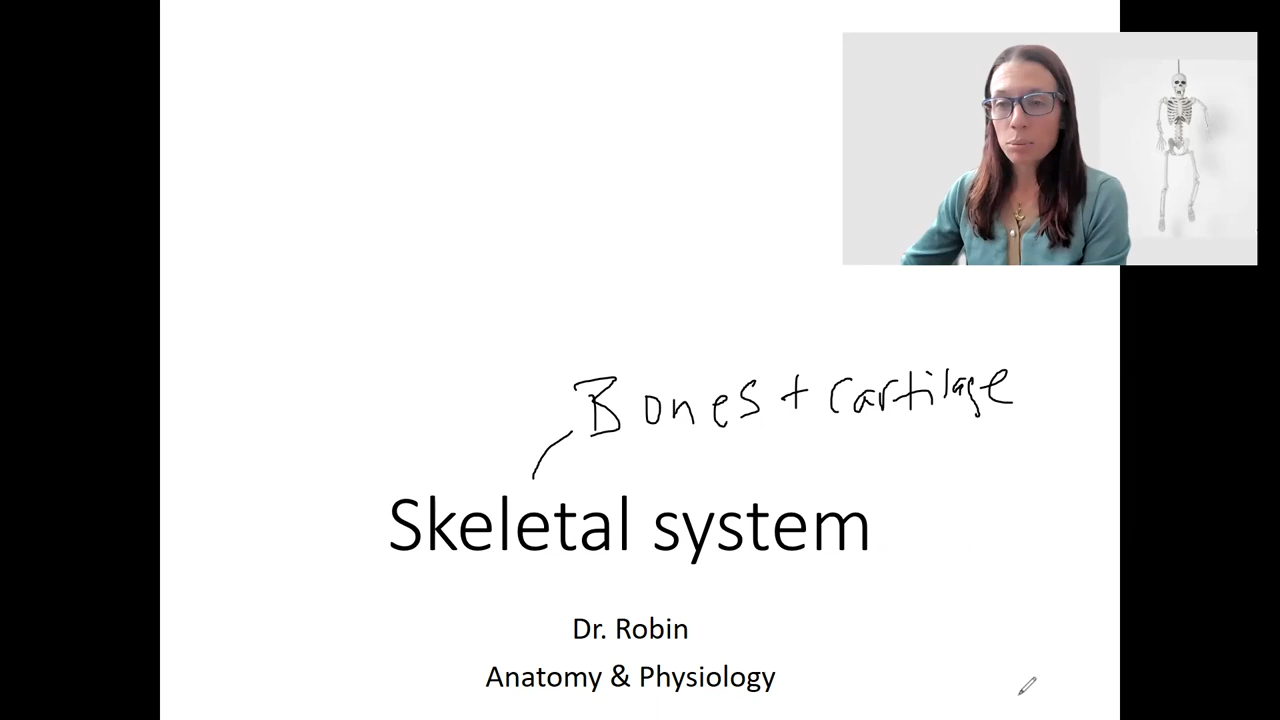 Bones + cartilage
Skeletal system
Dr. Robin
Anatomy & Physiology